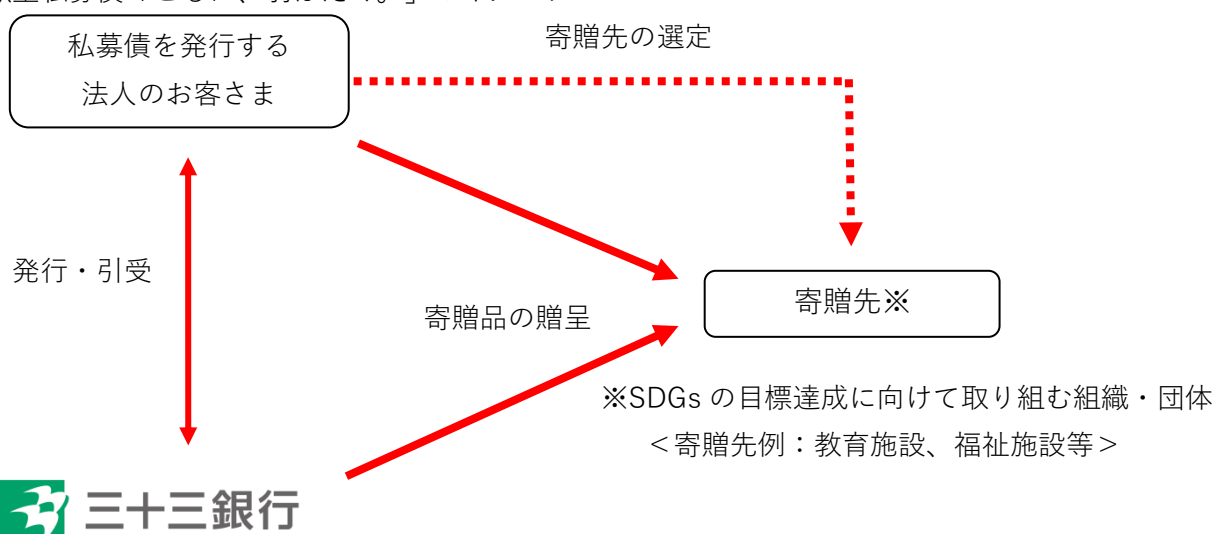 私募債を発行する
法人のお客さま
寄贈先の選定
発行・引受
寄贈品の贈呈
寄贈先※
※SDGs の目標達成に向けて取り組む組織・団体
＜寄贈先例：教育施設、福祉施設等＞
三十三銀行